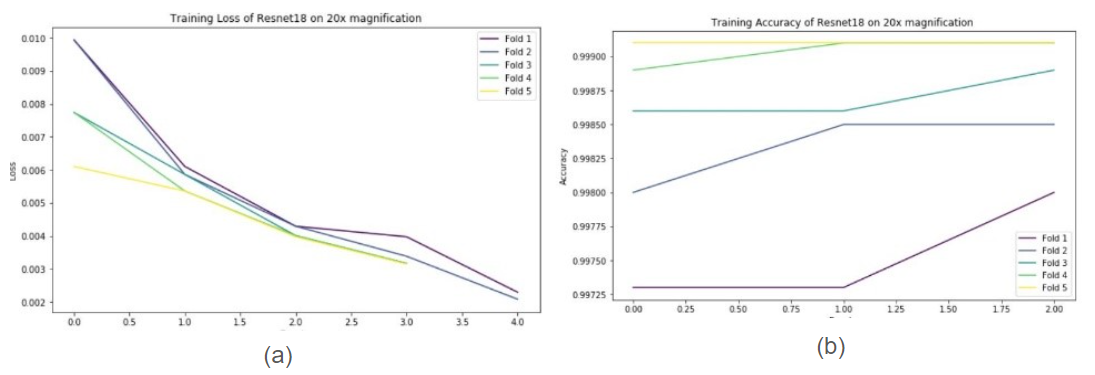 Training Loss of Resnet18 on 20x magnification
0.010
0.009
0.008
0.007
0.006
0.005
0.004
0.003
0.002
Loss
Fold 1
Fold 2
Fold 3
Fold 4
Fold 5
0.0 0.5 1.0 1.5 2.0 2.5 3.0 3.5 4.0
(a)
Training Accuracy of Resnet18 on 20x magnification
0.99900
0.99875
0.99850
0.99825
0.99800
0.99775
0.99750
0.99725
Accuracy
Fold 1
Fold 2
Fold 3
Fold 4
Fold 5
0.00 0.25 0.50 0.75 1.00 1.25 1.50 1.75 2.00
(b)